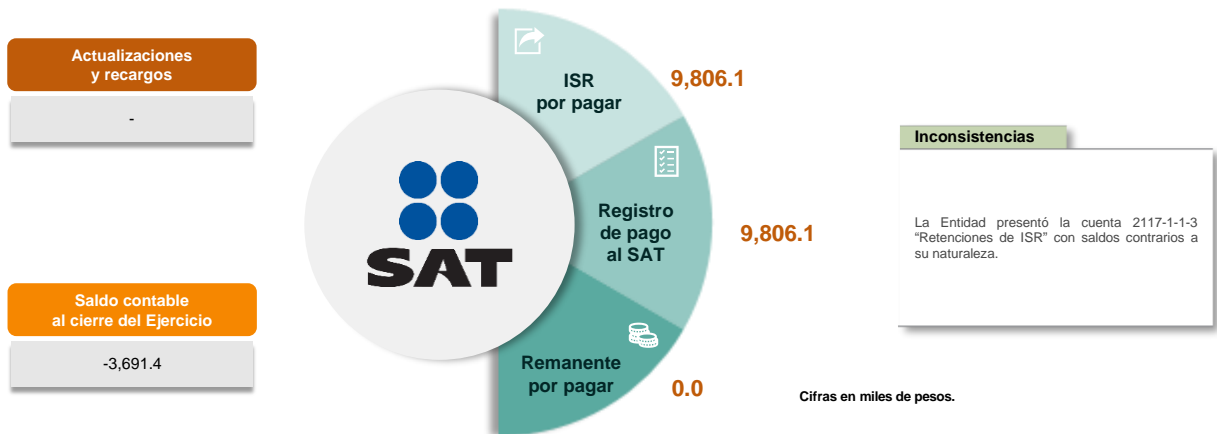 Actualizaciones
y recargos
-
Saldo contable
al cierre del Ejercicio
-3,691.4
SAT
ISR
por pagar
9,806.1
Registro
de pago
al SAT
9,806.1
Remanente
por pagar
0.0
Inconsistencias
La Entidad presentó la cuenta 2117-1-1-3
“Retenciones de ISR” con saldos contrarios a
su naturaleza.
Cifras en miles de pesos.